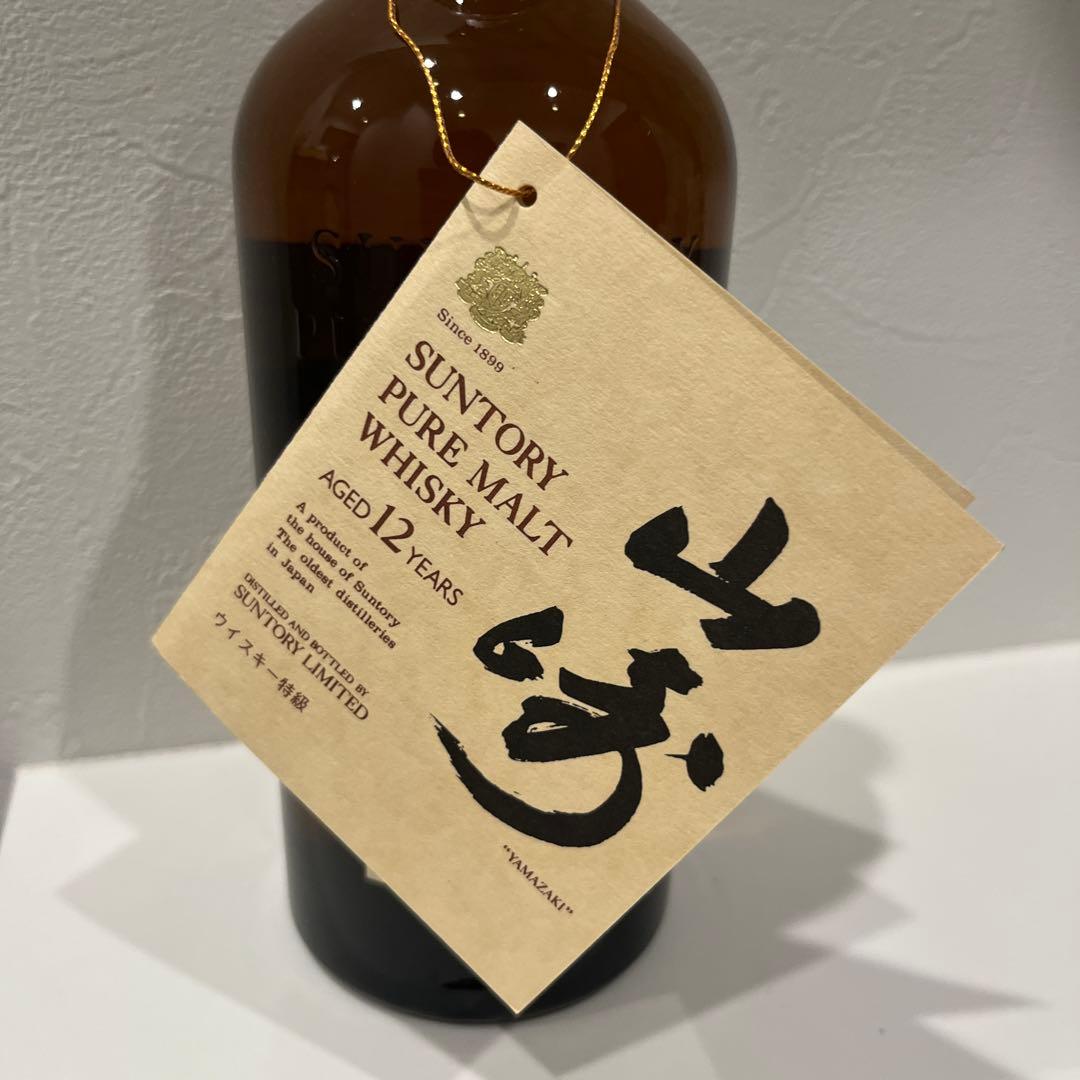 Since 1899
SUNTORY
PURE MALT
WHISKY
AGED 12 YEARS
A product of
the house of Suntory
The oldest distilleries
in Japan
DISTILLED AND BOTTLED BY
SUNTORY LIMITED
ウイスキー特級
山崎
"YAMAZAKI"